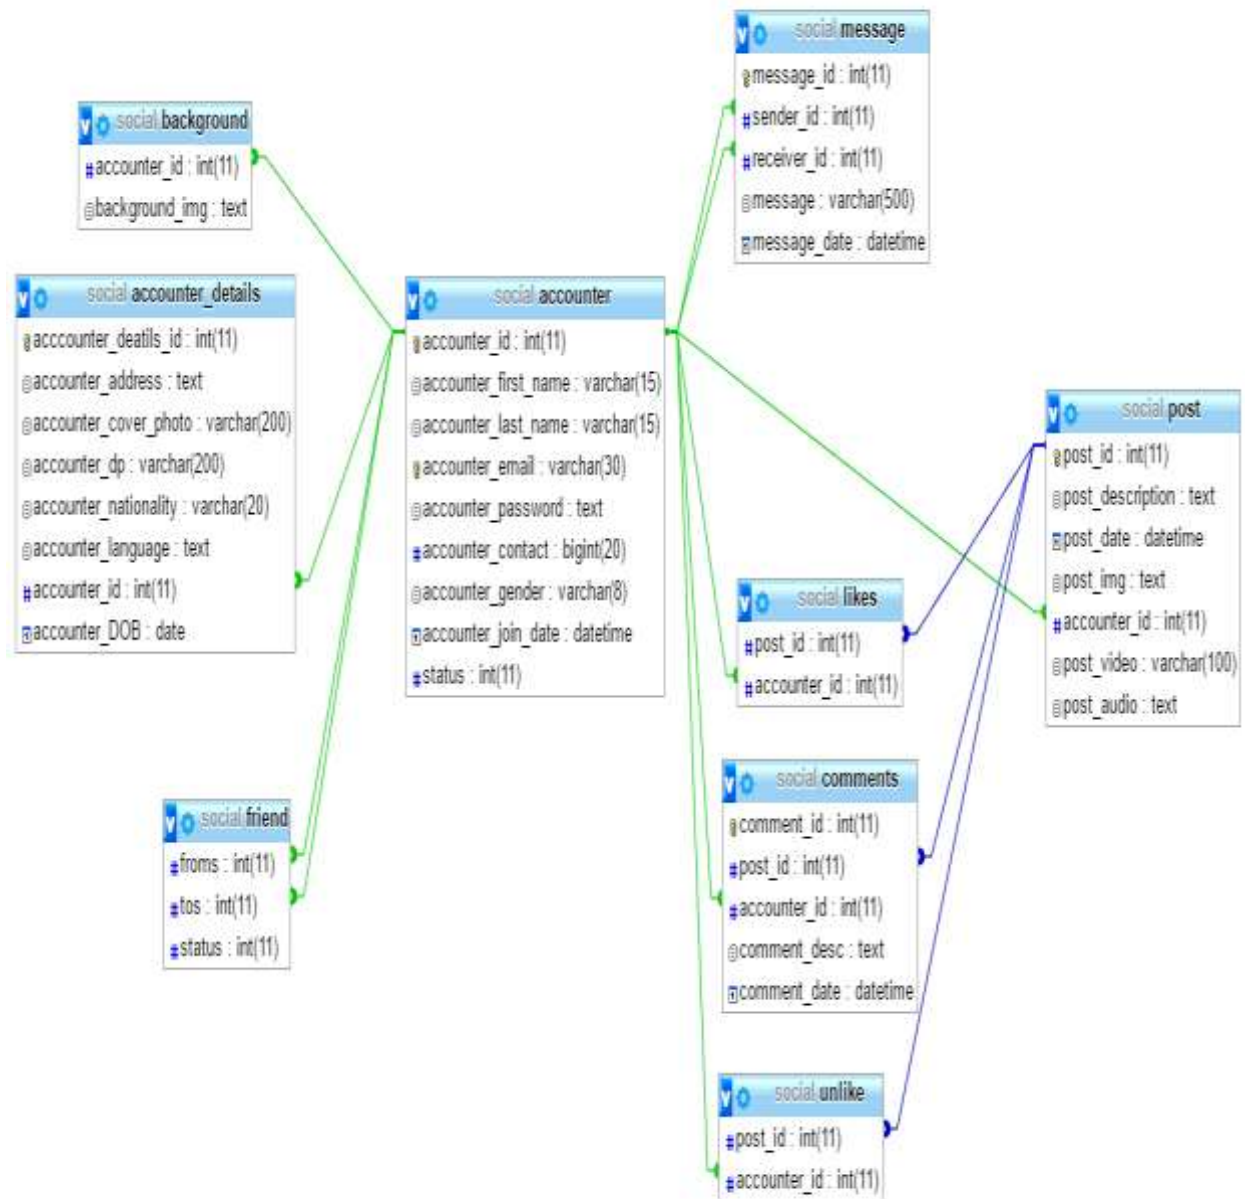 social.background
accounter_id : int(11)
background_img : text
social.accounter_details
acccounter_deatils_id : int(11)
accounter_address : text
accounter_cover_photo : varchar(200)
accounter_dp : varchar(200)
accounter_nationality : varchar(20)
accounter_language : text
accounter_id : int(11)
accounter_DOB : date
social.friend
froms : int(11)
tos : int(11)
status : int(11)
social.accounter
accounter_id : int(11)
accounter_first_name : varchar(15)
accounter_last_name : varchar(15)
accounter_email : varchar(30)
accounter_password : text
accounter_contact : bigint(20)
accounter_gender : varchar(8)
accounter_join_date : datetime
status : int(11)
social.message
message_id : int(11)
sender_id : int(11)
receiver_id : int(11)
message : varchar(500)
message_date : datetime
social.likes
post_id : int(11)
accounter_id : int(11)
social.comments
comment_id : int(11)
post_id : int(11)
accounter_id : int(11)
comment_desc : text
comment_date : datetime
social.unlike
post_id : int(11)
accounter_id : int(11)
social.post
post_id : int(11)
post_description : text
post_date : datetime
post_img : text
accounter_id : int(11)
post_video : varchar(100)
post_audio : text